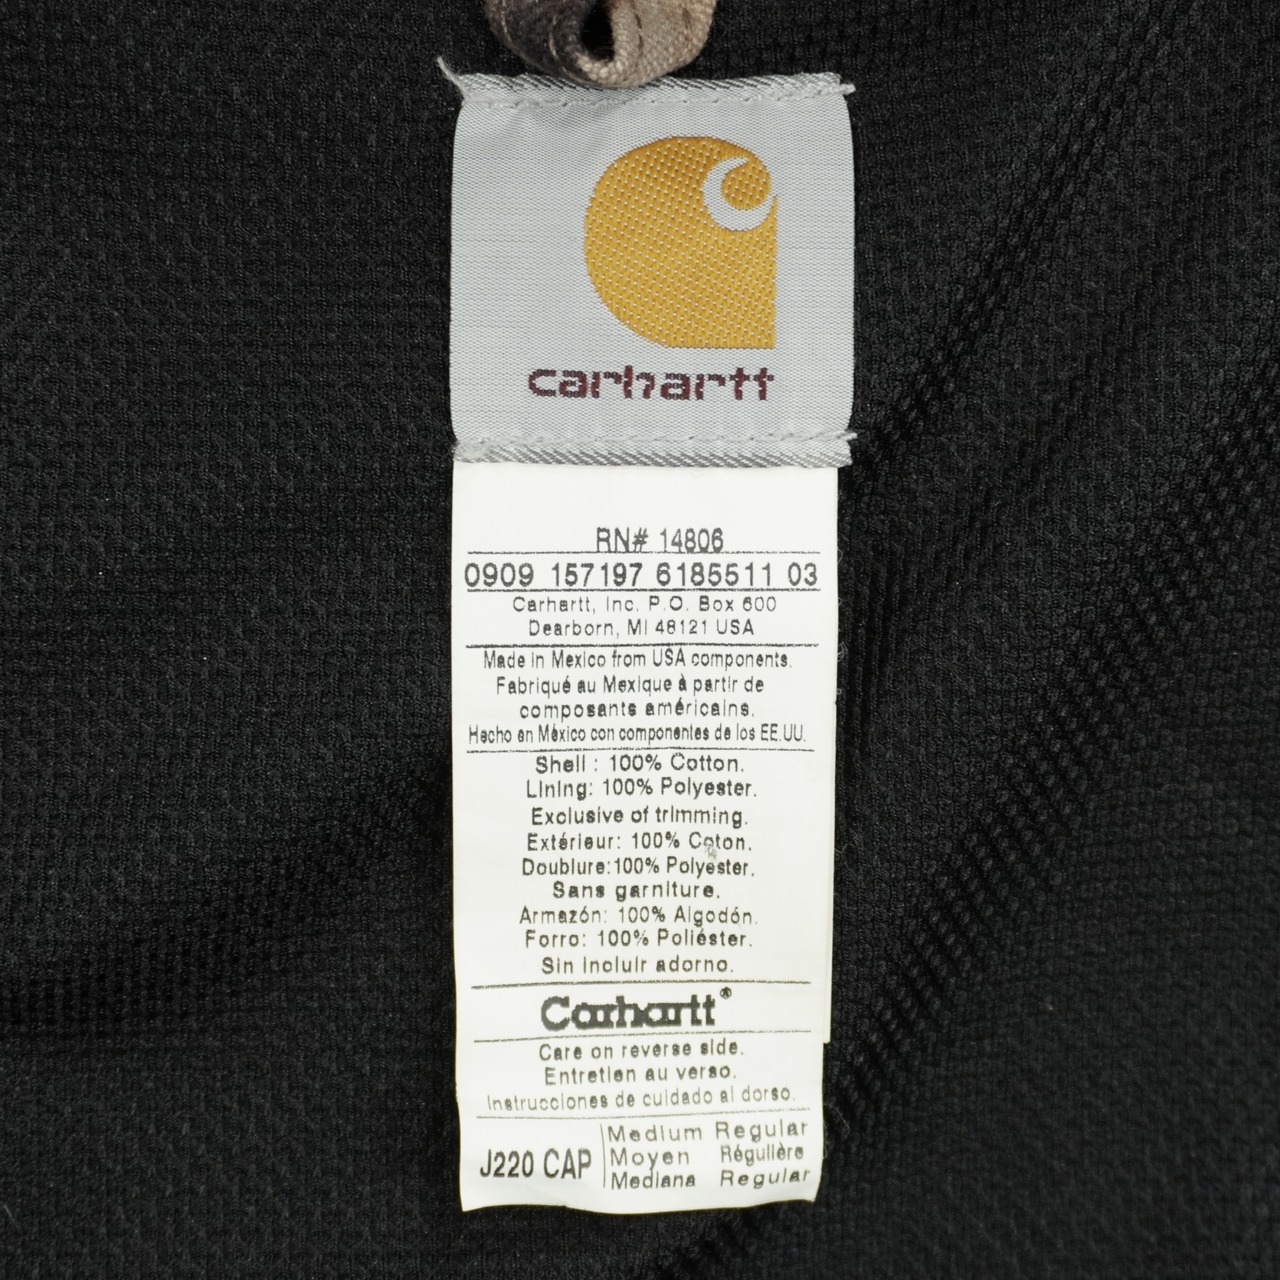 carhartt
RN# 14806
0909 157197 6185511 03
Carhartt, Inc. P.O. Box 600
Dearborn, MI 48121 USA
Made in Mexico from USA components.
Fabriqué au Mexique à partir de
composants américains.
Hecho en México con componentes de los EE.UU.
Shell : 100% Cotton.
Lining: 100% Polyester.
Exclusive of trimming.
Extérieur: 100% Coton.
Doublure:100% Polyester.
Sans garniture.
Armazón: 100% Algodón.
Forro: 100% Poliéster.
Sin incluir adorno.
Carhartt®
Care on reverse side.
Entretien au verso.
Instrucciones de cuidado al dorso.
J220 CAP
Medium Regular
Moyen Régulière
Mediana Regular